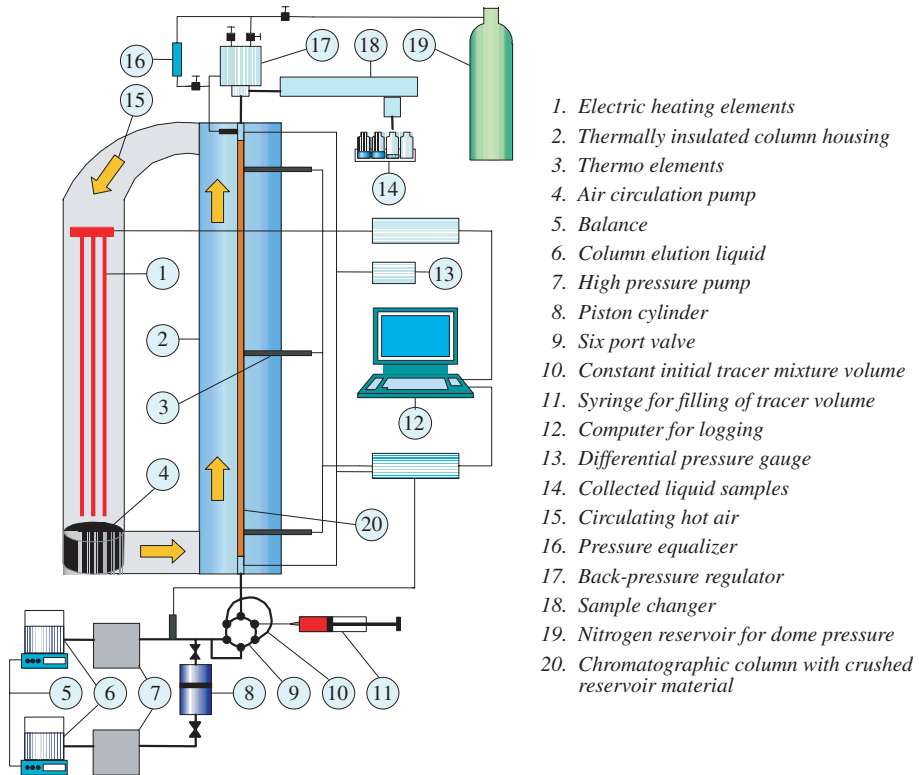 16
17
18
19
15
14
1
13
2
3
12
4
20
5
6
7
8
9
10
11
1. Electric heating elements
2. Thermally insulated column housing
3. Thermo elements
4. Air circulation pump
5. Balance
6. Column elution liquid
7. High pressure pump
8. Piston cylinder
9. Six port valve
10. Constant initial tracer mixture volume
11. Syringe for filling of tracer volume
12. Computer for logging
13. Differential pressure gauge
14. Collected liquid samples
15. Circulating hot air
16. Pressure equalizer
17. Back-pressure regulator
18. Sample changer
19. Nitrogen reservoir for dome pressure
20. Chromatographic column with crushed
reservoir material